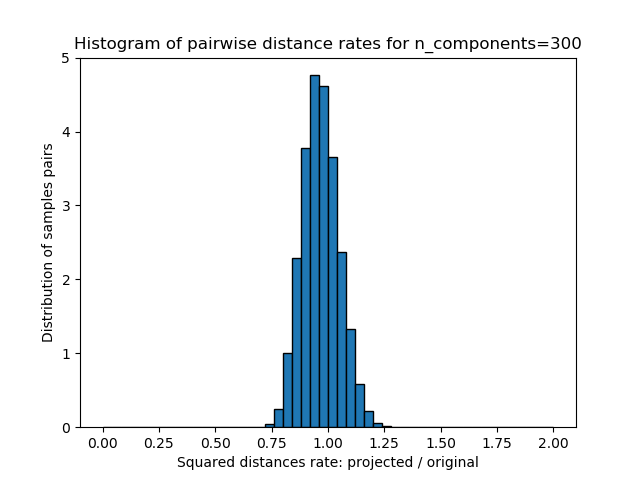 Histogram of pairwise distance rates for n_components=300
Distribution of samples pairs
5
4
3
2
1
0
0.00 0.25 0.50 0.75 1.00 1.25 1.50 1.75 2.00
Squared distances rate: projected / original